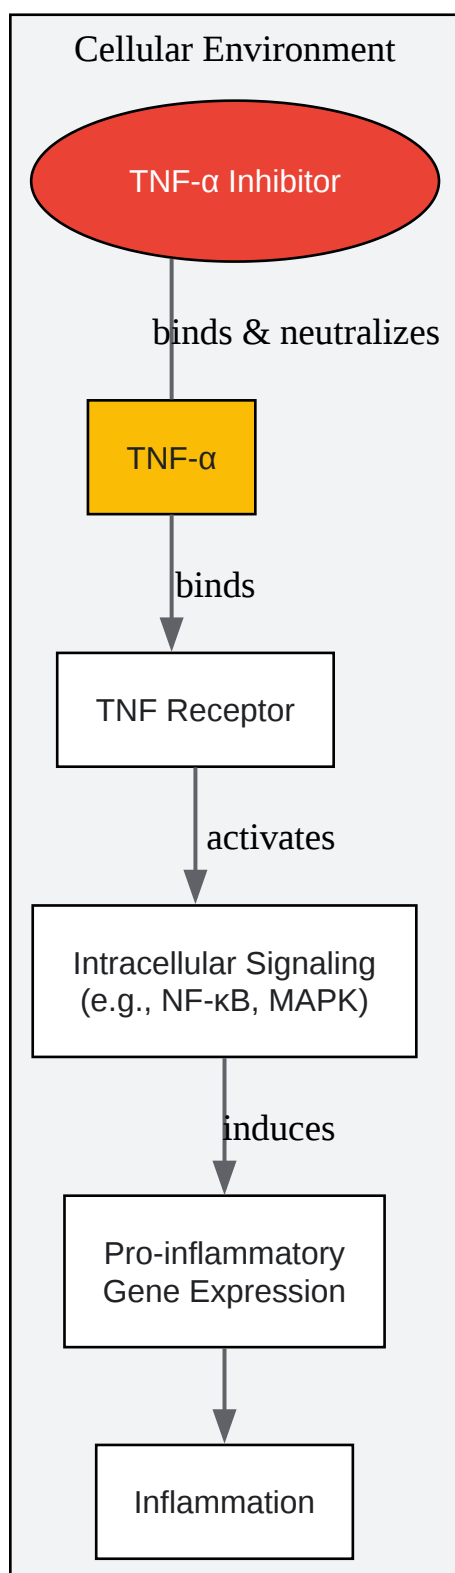 Cellular Environment
TNF-α Inhibitor
binds & neutralizes
TNF-α
binds
TNF Receptor
activates
Intracellular Signaling
(e.g., NF-κB, MAPK)
induces
Pro-inflammatory
Gene Expression
Inflammation